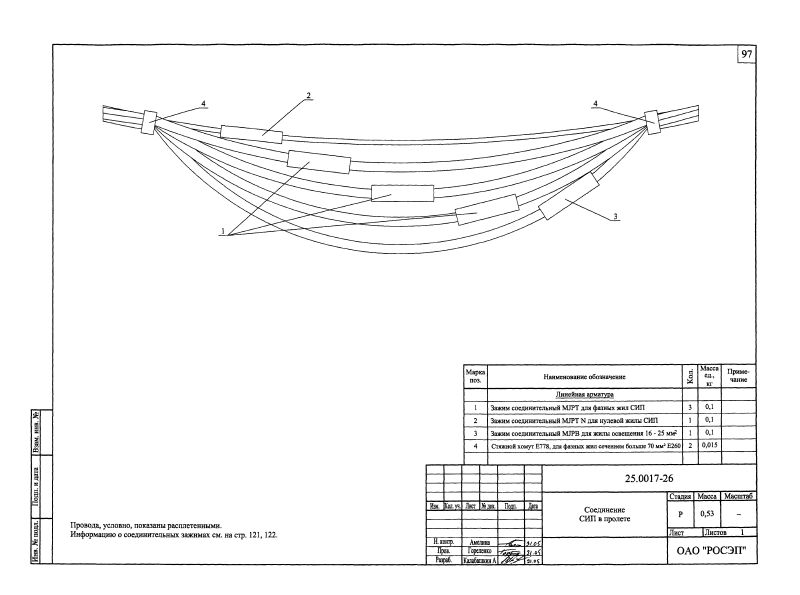 97
4
2
4
1
3
Марка поз. Наименование обозначение Кол. Масса ед., кг Приме-чание
Линейная арматура
1 Зажим соединительный MJPT для фазных жил СИП 3 0,1
2 Зажим соединительный MJPT N для нулевой жилы СИП 1 0,1
3 Зажим соединительный MJPB для жилы освещения 16 - 25 мм² 1 0,1
4 Стяжной хомут E778, для фазных жил сечением больше 70 мм² E260 2 0,015
25.0017-26
Изм. Кол. уч. Лист № док. Подп. Дата
Соединение
СИП в пролете
Стадия Масса Масштаб
Р 0,53 –
Лист Листов 1
Н. контр. Амелина 31.05
Пров. Гореленко 31.05
Разраб. Калабашкин А 30.05
ОАО "РОСЭП"
Провода, условно, показаны расплетенными.
Информацию о соединительных зажимах см. на стр. 121, 122.
Взам. инв. №
Подп. и дата
Инв. № подл.